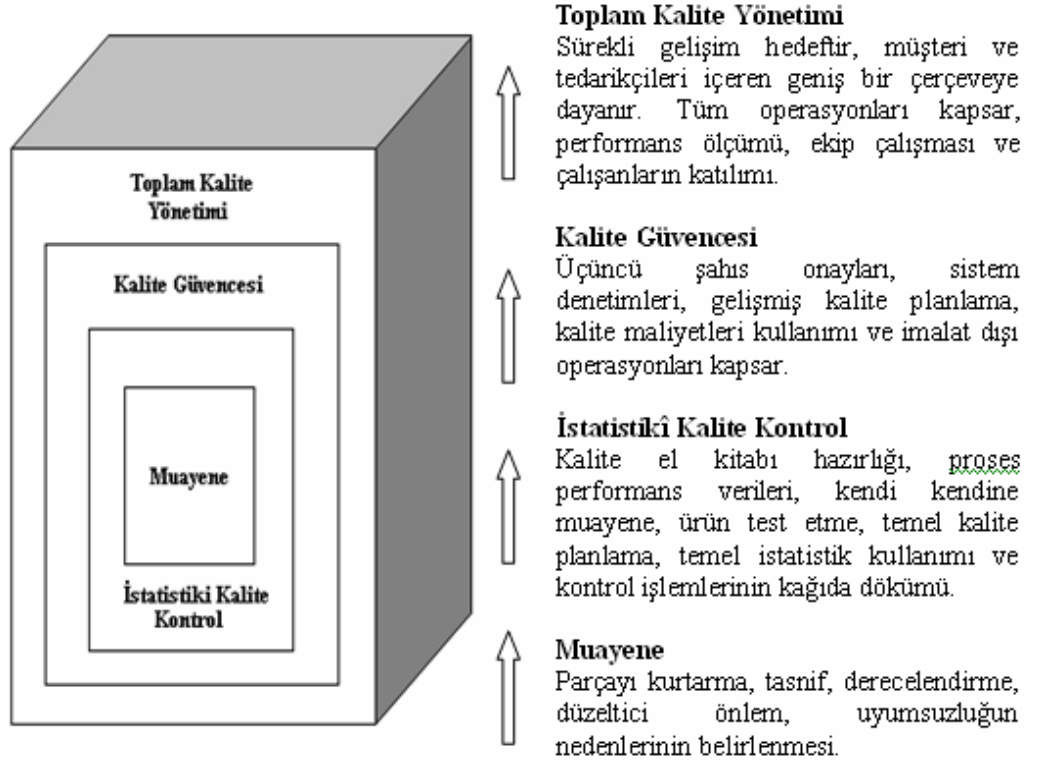 Toplam Kalite
Yönetimi
Kalite Güvencesi
Muayene
İstatistiki Kalite
Kontrol
Toplam Kalite Yönetimi
Sürekli gelişim hedeftir, müşteri ve
tedarikçileri içeren geniş bir çerçeveye
dayanır. Tüm operasyonları kapsar,
performans ölçümü, ekip çalışması ve
çalışanların katılımı.
Kalite Güvencesi
Üçüncü şahıs onayları, sistem
denetimleri, gelişmiş kalite planlama,
kalite maliyetleri kullanımı ve imalat dışı
operasyonları kapsar.
İstatistikî Kalite Kontrol
Kalite el kitabı hazırlığı, proses
performans verileri, kendi kendine
muayene, ürün test etme, temel kalite
planlama, temel istatistik kullanımı ve
kontrol işlemlerinin kağıda dökümü.
Muayene
Parçayı kurtarma, tasnif, derecelendirme,
düzeltici önlem, uyumsuzluğun
nedenlerinin belirlenmesi.